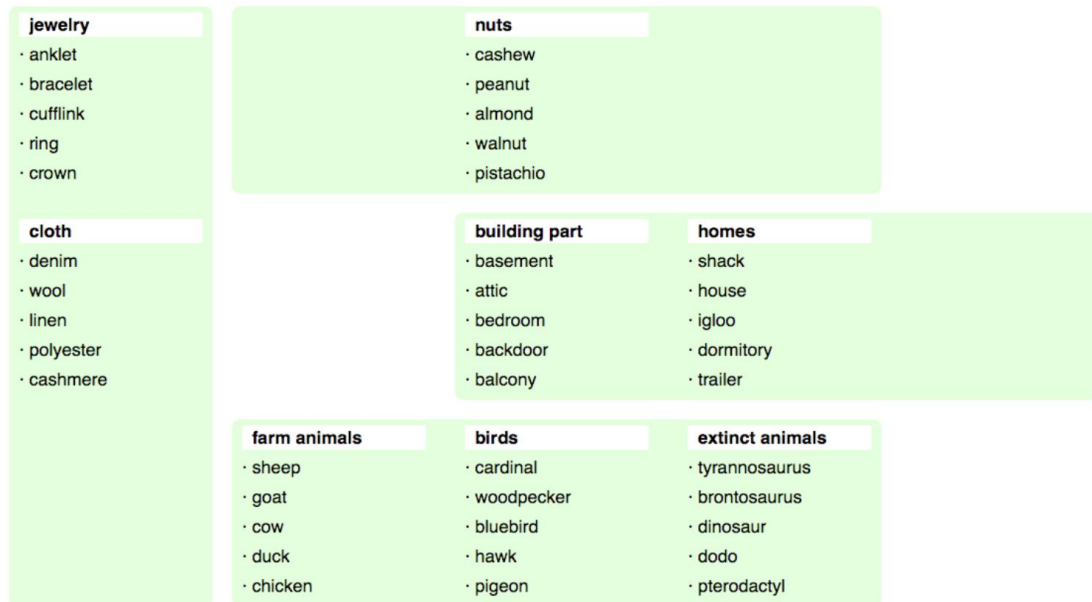 jewelry
· anklet
· bracelet
· cufflink
· ring
· crown
nuts
· cashew
· peanut
· almond
· walnut
· pistachio
cloth
· denim
· wool
· linen
· polyester
· cashmere
building part
· basement
· attic
· bedroom
· backdoor
· balcony
homes
· shack
· house
· igloo
· dormitory
· trailer
farm animals
· sheep
· goat
· cow
· duck
· chicken
birds
· cardinal
· woodpecker
· bluebird
· hawk
· pigeon
extinct animals
· tyrannosaurus
· brontosaurus
· dinosaur
· dodo
· pterodactyl